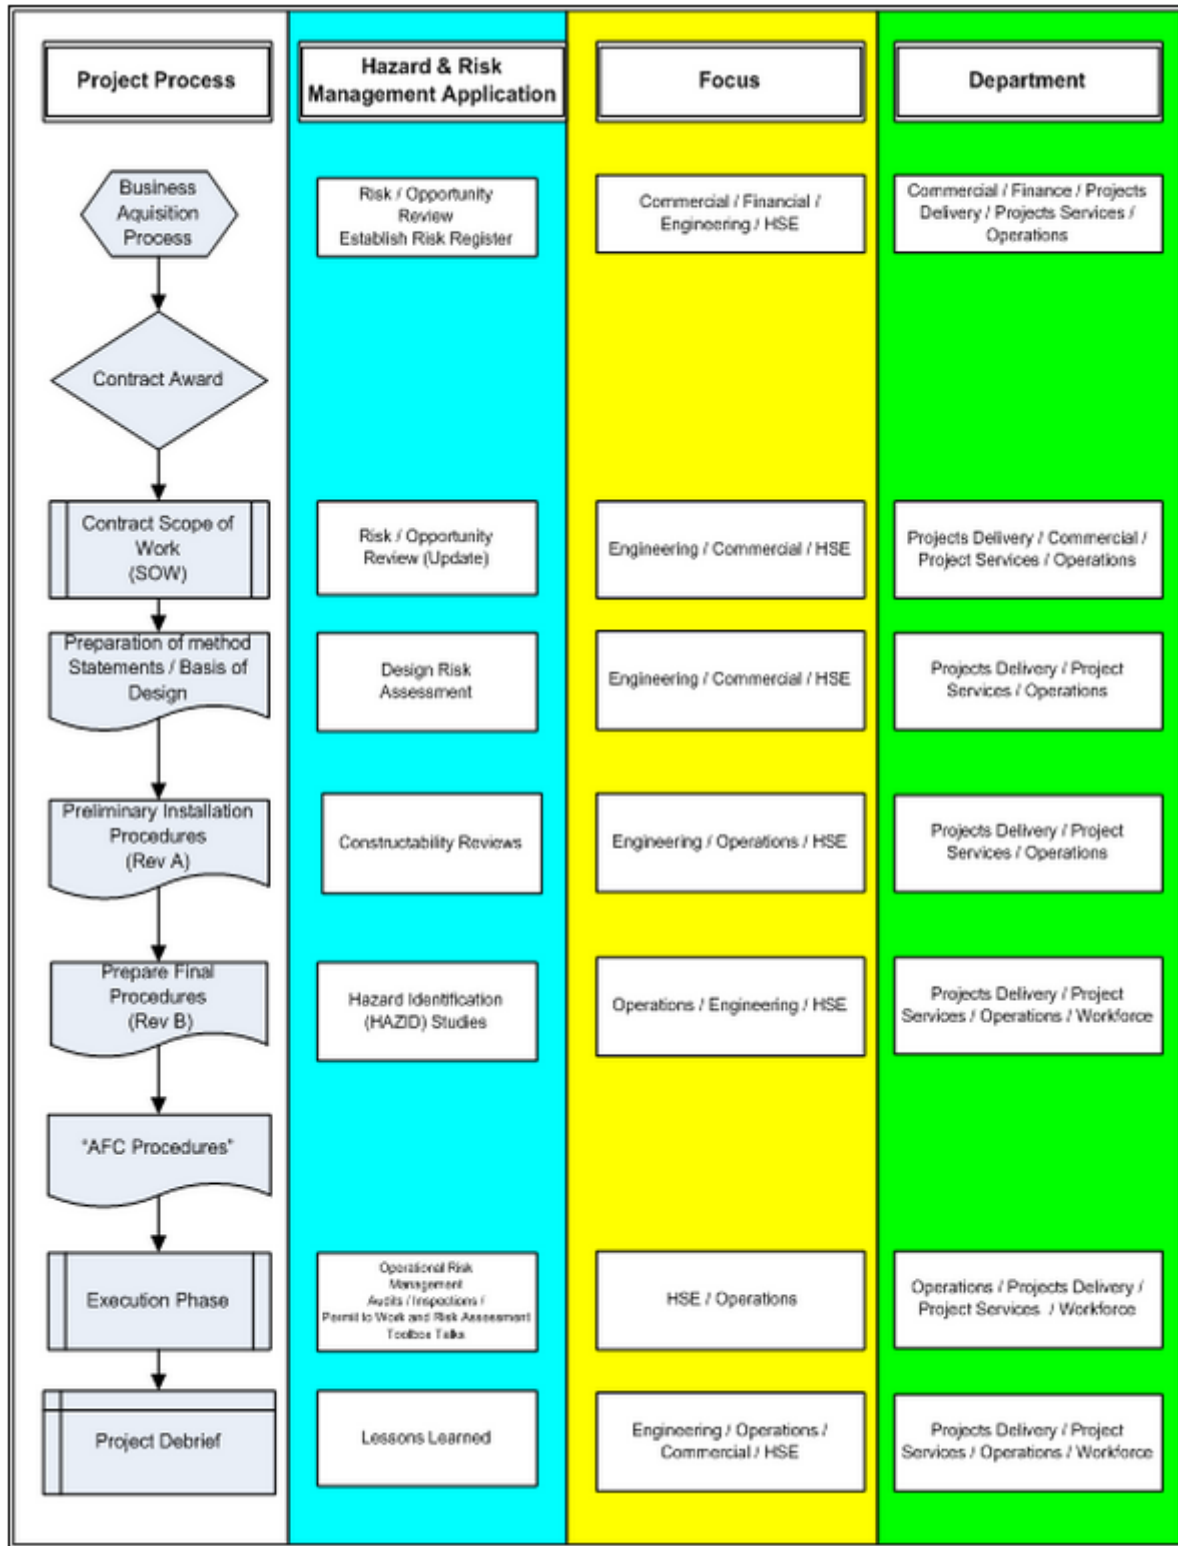 Project Process
Hazard & Risk
Management Application
Focus
Department
Business
Aquisition
Process
Risk / Opportunity
Review
Establish Risk Register
Commercial / Financial /
Engineering / HSE
Commercial / Finance / Projects
Delivery / Projects Services /
Operations
Contract Award
Contract Scope of
Work
(SOW)
Risk / Opportunity
Review (Update)
Engineering / Commercial / HSE
Projects Delivery / Commercial /
Project Services / Operations
Preparation of method
Statements / Basis of
Design
Design Risk
Assessment
Engineering / Commercial / HSE
Projects Delivery / Project
Services / Operations
Preliminary Installation
Procedures
(Rev A)
Constructability Reviews
Engineering / Operations / HSE
Projects Delivery / Project
Services / Operations
Prepare Final
Procedures
(Rev B)
Hazard Identification
(HAZID) Studies
Operations / Engineering / HSE
Projects Delivery / Project
Services / Operations / Workforce
"AFC Procedures"
Execution Phase
Operational Risk
Management
Audits / Inspections /
Permit to Work and Risk Assessment
Toolbox Talks
HSE / Operations
Operations / Projects Delivery /
Project Services / Workforce
Project Debrief
Lessons Learned
Engineering / Operations /
Commercial / HSE
Projects Delivery / Project
Services / Operations / Workforce